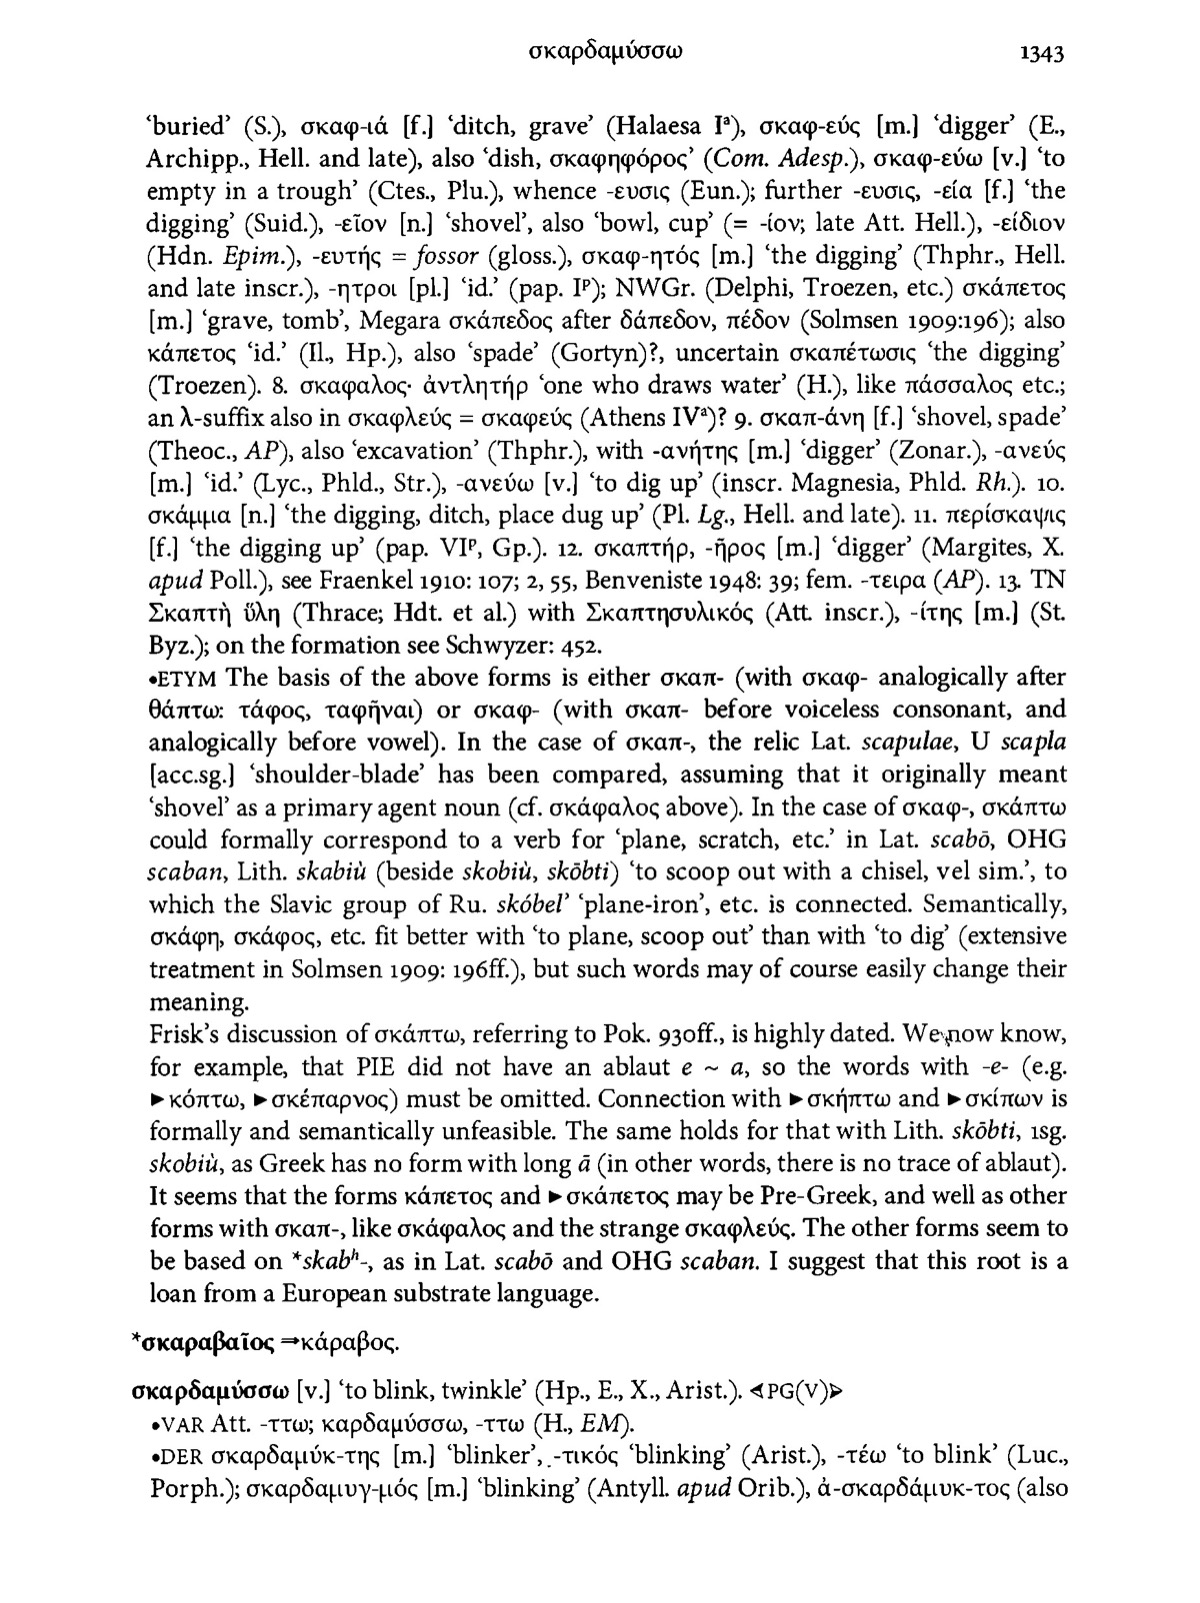 σκαρδαμύσσω 1343
‘buried’ (S.), σκαφ-ιά [f.] ‘ditch, grave’ (Halaesa Iᵃ), σκαφ-εύς [m.] ‘digger’ (E.,
Archipp., Hell. and late), also ‘dish, σκαφηφόρος’ (Com. Adesp.), σκαφ-εύω [v.] ‘to
empty in a trough’ (Ctes., Plu.), whence -ευσις (Eun.); further -ευσις, -εία [f.] ‘the
digging’ (Suid.), -εῖον [n.] ‘shovel’, also ‘bowl, cup’ (= -ίον; late Att. Hell.), -είδιον
(Hdn. Epim.), -ευτής = fossor (gloss.), σκαφ-ητός [m.] ‘the digging’ (Thphr., Hell.
and late inscr.), -ητροι [pl.] ‘id.’ (pap. Iᵖ); NWGr. (Delphi, Troezen, etc.) σκάπετος
[m.] ‘grave, tomb’, Megara σκάπεδος after δάπεδον, πέδον (Solmsen 1909:196); also
κάπετος ‘id.’ (Il., Hp.), also ‘spade’ (Gortyn)?, uncertain σκαπέτωσις ‘the digging’
(Troezen). 8. σκαφαλος· ἀντλητήρ ‘one who draws water’ (H.), like πάσσαλος etc.;
an λ-suffix also in σκαφλεύς = σκαφεύς (Athens IVᵃ)? 9. σκαπ-άνη [f.] ‘shovel, spade’
(Theoc., AP), also ‘excavation’ (Thphr.), with -ανήτης [m.] ‘digger’ (Zonar.), -ανεύς
[m.] ‘id.’ (Lyc., Phld., Str.), -ανεύω [v.] ‘to dig up’ (inscr. Magnesia, Phld. Rh.). 10.
σκάμμα [n.] ‘the digging, ditch, place dug up’ (Pl. Lg., Hell. and late). 11. περίσκαψις
[f.] ‘the digging up’ (pap. VIᵖ, Gp.). 12. σκαπτήρ, -ῆρος [m.] ‘digger’ (Margites, X.
apud Poll.), see Fraenkel 1910: 107; 2, 55, Benveniste 1948: 39; fem. -τειρα (AP). 13. TN
Σκαπτὴ ὕλη (Thrace; Hdt. et al.) with Σκαπτησυλικός (Att. inscr.), -ίτης [m.] (St.
Byz.); on the formation see Schwyzer: 452.
•ETYM The basis of the above forms is either σκαπ- (with σκαφ- analogically after
θάπτω: τάφος, ταφῆναι) or σκαφ- (with σκαπ- before voiceless consonant, and
analogically before vowel). In the case of σκαπ-, the relic Lat. scapulae, U scapla
[acc.sg.] ‘shoulder-blade’ has been compared, assuming that it originally meant
‘shovel’ as a primary agent noun (cf. σκάφαλος above). In the case of σκαφ-, σκάπτω
could formally correspond to a verb for ‘plane, scratch, etc.’ in Lat. scabō, OHG
scaban, Lith. skabiù (beside skobiù, skõbti) ‘to scoop out with a chisel, vel sim.’, to
which the Slavic group of Ru. skóbel’ ‘plane-iron’, etc. is connected. Semantically,
σκάφη, σκάφος, etc. fit better with ‘to plane, scoop out’ than with ‘to dig’ (extensive
treatment in Solmsen 1909: 196ff.), but such words may of course easily change their
meaning.
Frisk’s discussion of σκάπτω, referring to Pok. 930ff., is highly dated. We now know,
for example, that PIE did not have an ablaut e ~ a, so the words with -e- (e.g.
►κόπτω, ►σκέπαρνος) must be omitted. Connection with ►σκήπτω and ►σκίπων is
formally and semantically unfeasible. The same holds for that with Lith. skõbti, 1sg.
skobiù, as Greek has no form with long ā (in other words, there is no trace of ablaut).
It seems that the forms κάπετος and ►σκάπετος may be Pre-Greek, and well as other
forms with σκαπ-, like σκάφαλος and the strange σκαφλεύς. The other forms seem to
be based on *skabʰ-, as in Lat. scabō and OHG scaban. I suggest that this root is a
loan from a European substrate language.
*σκαραβαῖος ⇒κάραβος.
σκαρδαμύσσω [v.] ‘to blink, twinkle’ (Hp., E., X., Arist.). ⋖PG(V)⋗
•VAR Att. -ττω; καρδαμύσσω, -ττω (H., EM).
•DER σκαρδαμύκ-της [m.] ‘blinker’, -τικός ‘blinking’ (Arist.), -τέω ‘to blink’ (Luc.,
Porph.); σκαρδαμυγ-μός [m.] ‘blinking’ (Antyll. apud Orib.), ἀ-σκαρδάμυκ-τος (also